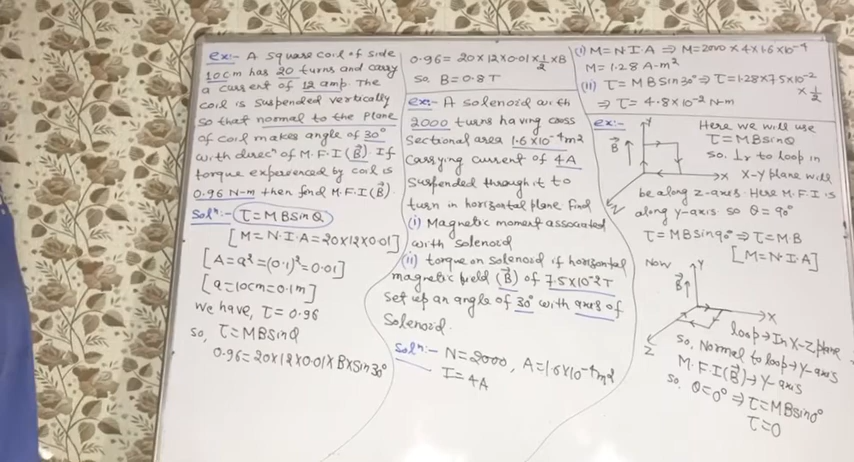 ex:- A square coil of side
10cm has 20 turns and carry
a current of 12 amp. The
coil is suspended vertically
so that normal to the plane
of coil makes angle of 30°
with direcⁿ of M.F.I (B⃗). If
torque experienced by coil is
0.96 N-m then find M.F.I(B⃗).
Solⁿ:- τ=MBSinθ
[M=N·I·A=20×12×0.01]
[A=a²=(0.1)²=0.01]
[a=10cm=0.1m]
We have, τ=0.96
so, τ=MBSinθ
0.96=20×12×0.01×B×Sin30°
0.96=20×12×0.01×1/2×B
so B=0.8T
ex:- A solenoid with
2000 turns having cross
Sectional area 1.6×10⁻⁴m²
Carrying current of 4A
Suspended through it to
turn in horizontal plane find
(i) Magnetic moment associated
with Solenoid
(ii) torque on solenoid if horizontal
magnetic field (B⃗) of 7.5×10⁻²T
Set up an angle of 30° with axis of
Solenoid.
Solⁿ:- N=2000, A=1.6×10⁻⁴m²
I=4A
(i) M=N·I·A ⇒ M=2000×4×1.6×10⁻⁴
M=1.28A-m²
(ii) τ=MBSin30°⇒τ=1.28×7.5×10⁻²
×1/2
⇒τ=4.8×10⁻² N-m
ex:-
Y
B⃗ ↑
X
Z
Here we will use
τ=MBSinθ
so, ⊥r to loop in
X-Y plane will
be along z-axis. Here M.F.I is
along y-axis so θ=90°
τ=MBSin90°⇒τ=MB
[M=N·I·A]
Now
Y
B⃗ ↑
X
Z
loop→In X-Z plane
so, Normal to loop→Y-axis
M.F.I(B⃗)→Y-axis
so, θ=0°⇒τ=MBSin0°
τ=0